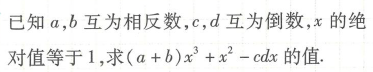 已知 a,b 互为相反数,c,d 互为倒数,x 的绝
对值等于 1,求(a+b)x³+x²-cdx 的值.